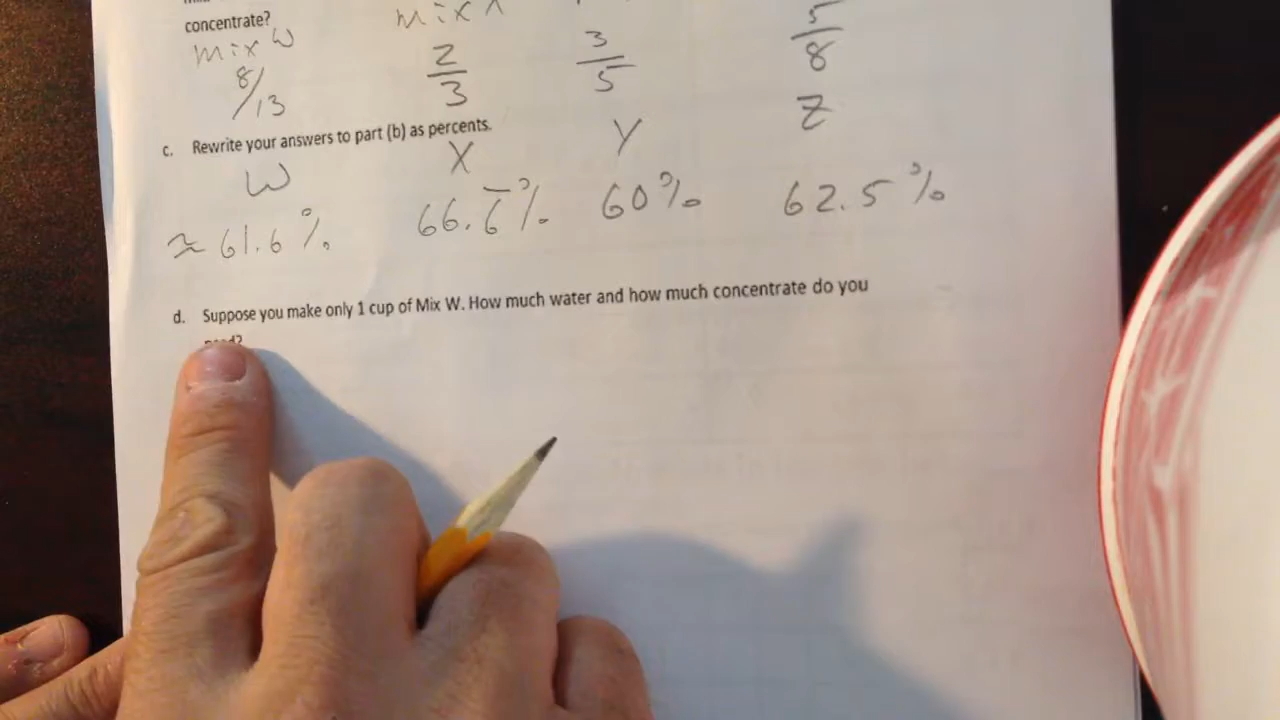 concentrate?
mix W
8/13
mix X
2/3
3/5
5/8
Z
c. Rewrite your answers to part (b) as percents.
W X Y
≈ 61.6% 66.6̅% 60% 62.5%
d. Suppose you make only 1 cup of Mix W. How much water and how much concentrate do you
need?